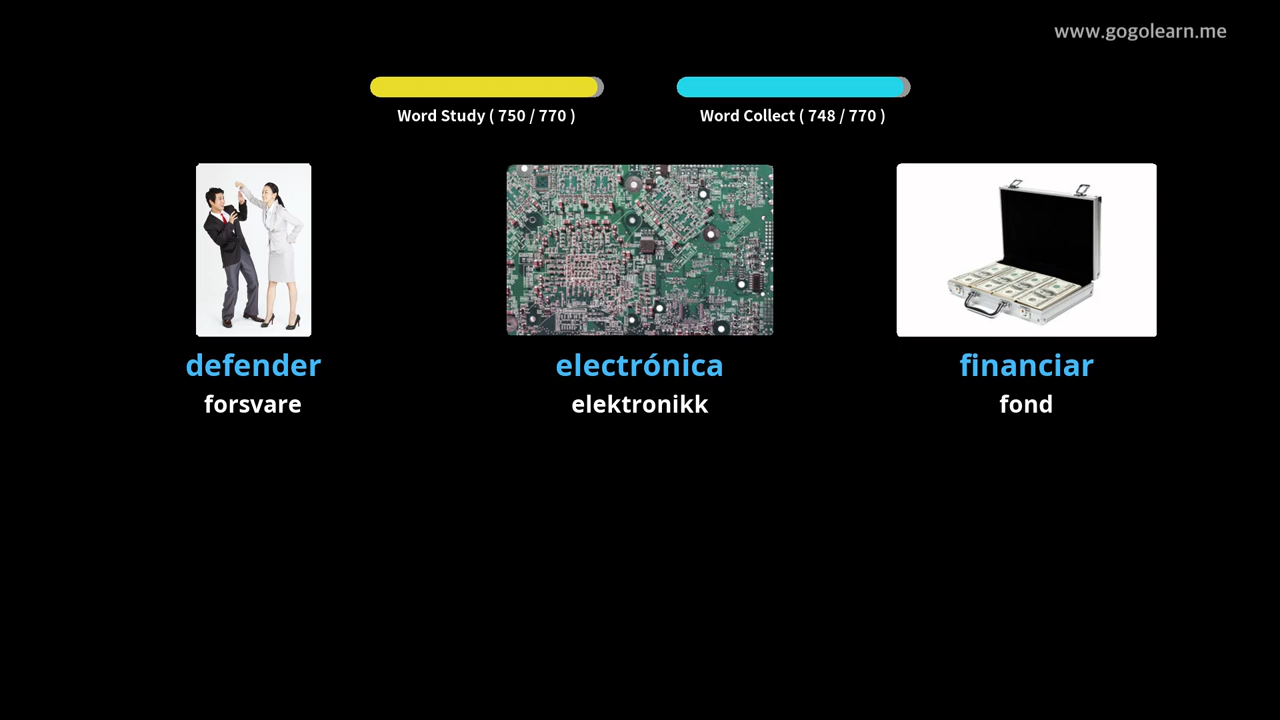 www.gogolearn.me
Word Study ( 750 / 770 )
Word Collect ( 748 / 770 )
defender
forsvare
electrónica
elektronikk
financiar
fond